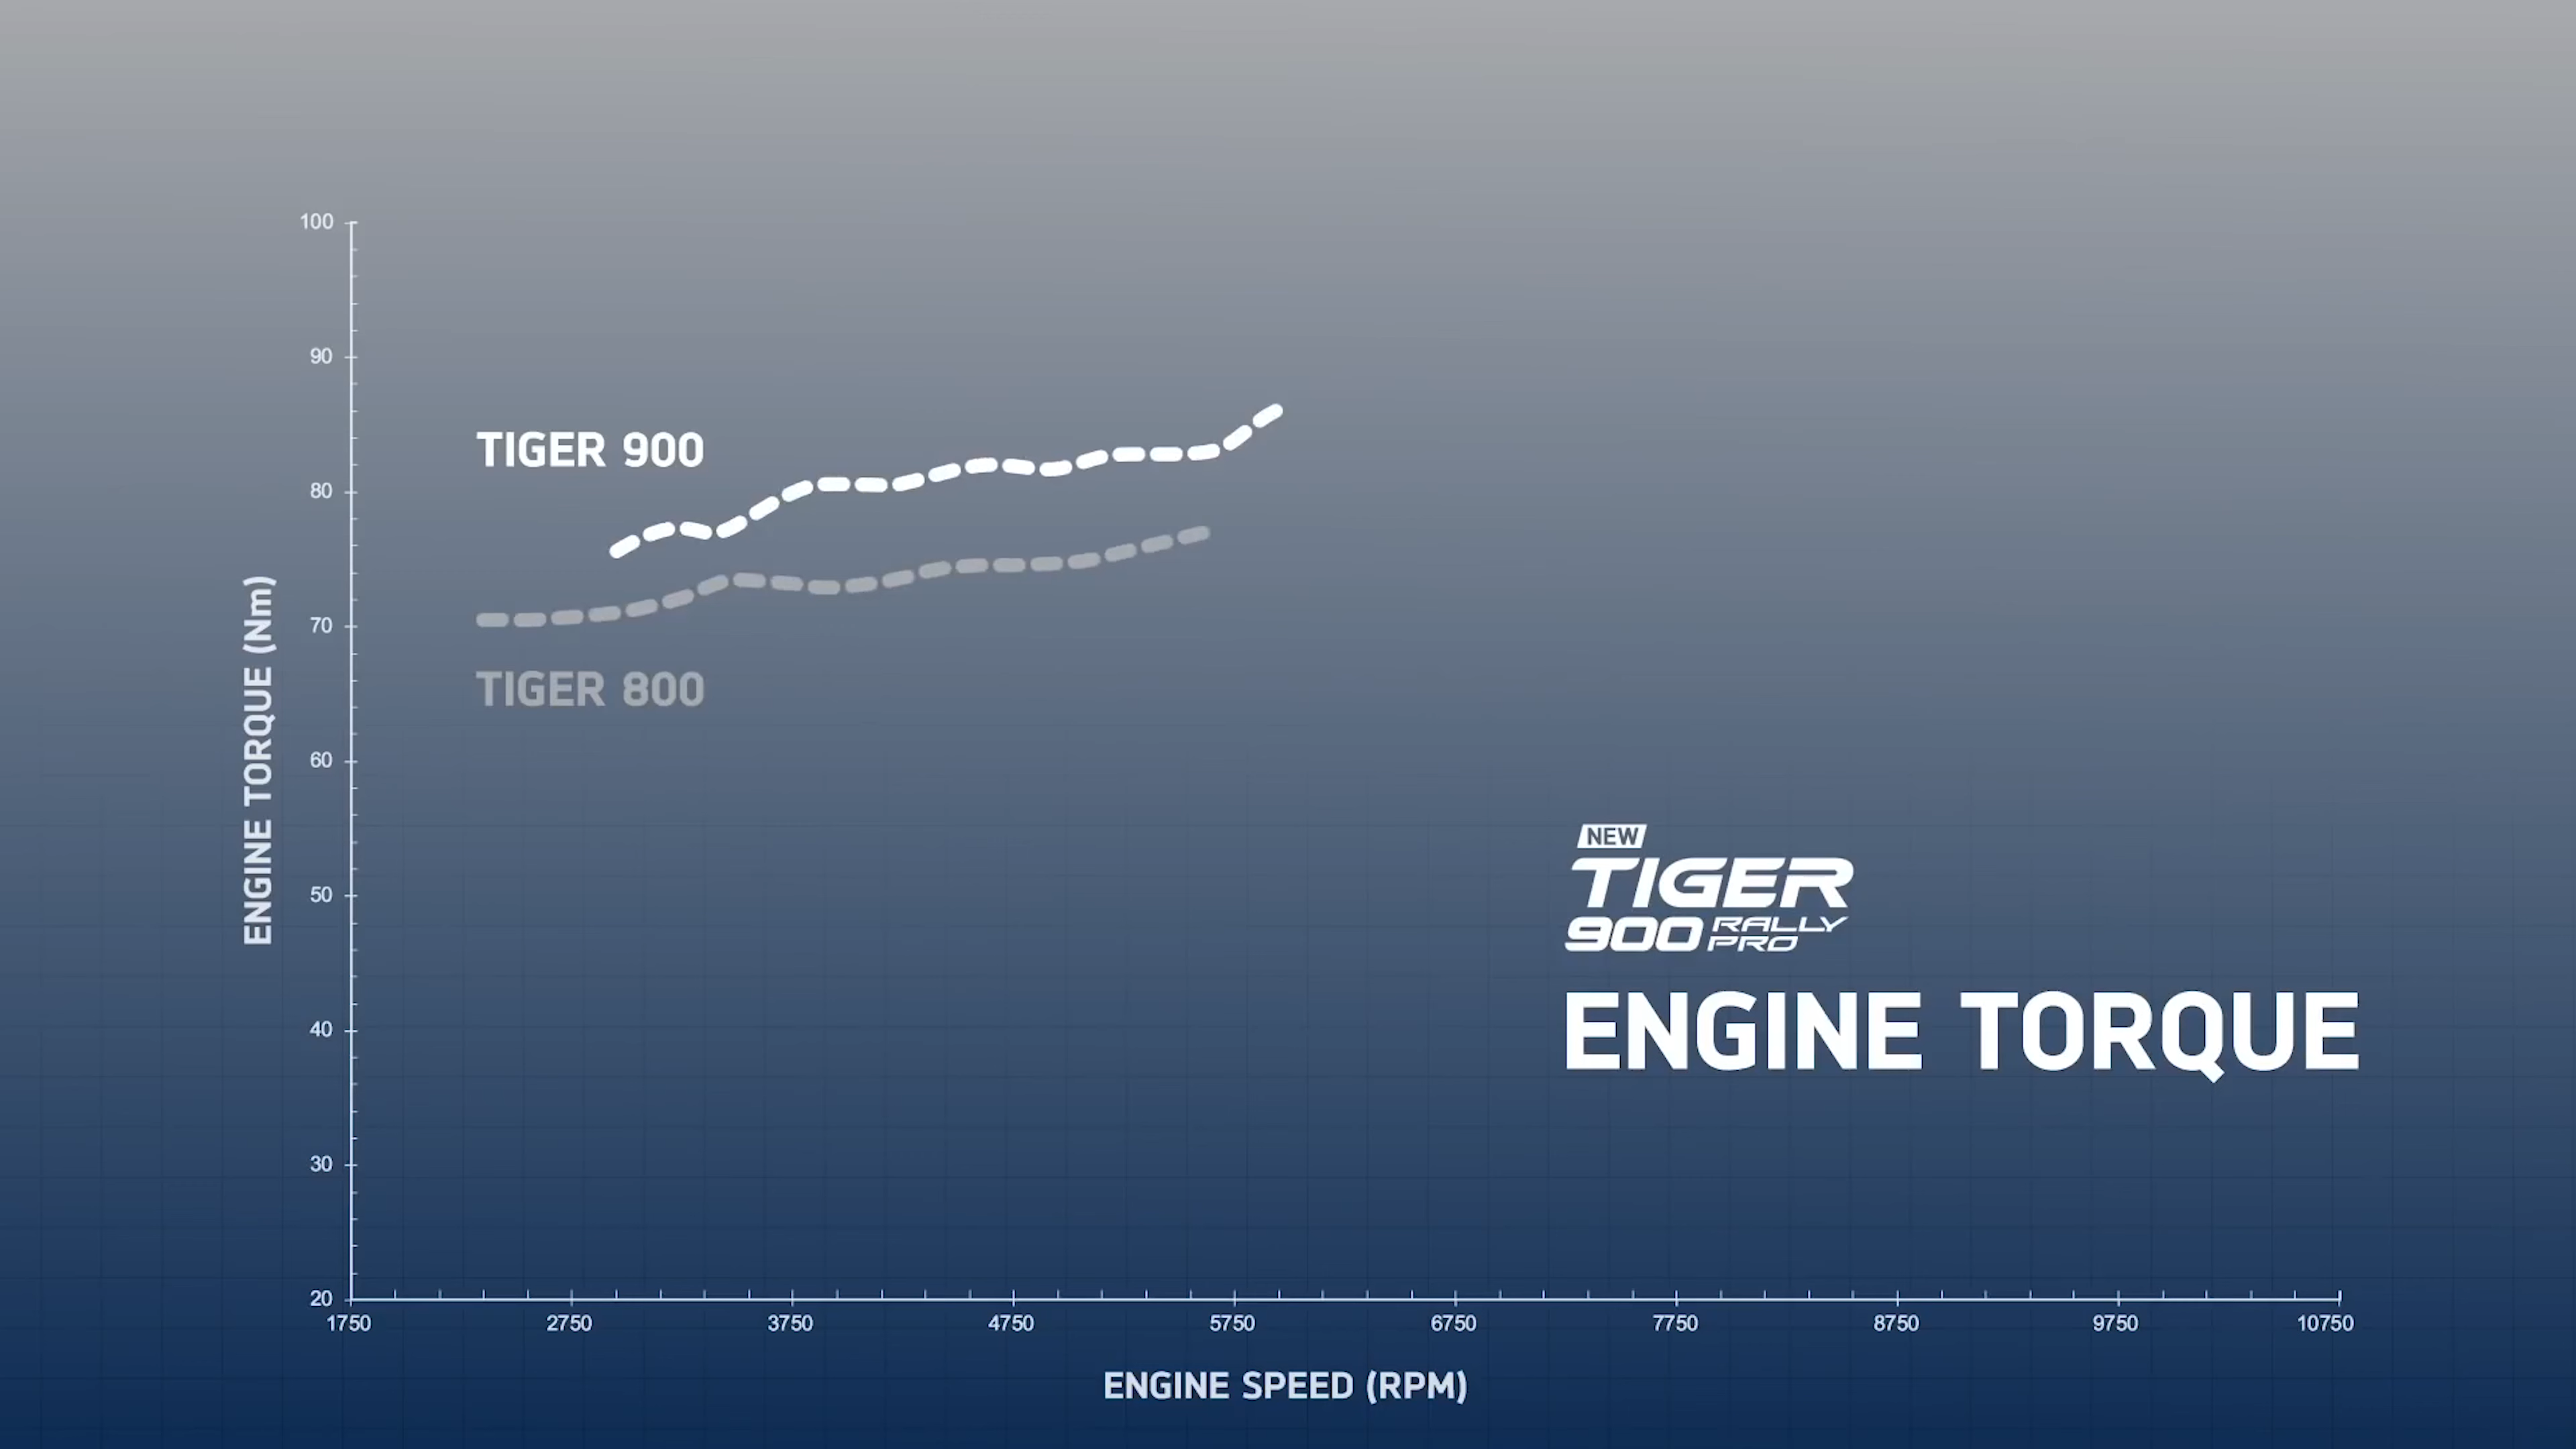 100
90
80
70
60
50
40
30
20
ENGINE TORQUE (Nm)
TIGER 900
TIGER 800
NEW
TIGER
900 RALLY PRO
ENGINE TORQUE
1750 2750 3750 4750 5750 6750 7750 8750 9750 10750
ENGINE SPEED (RPM)